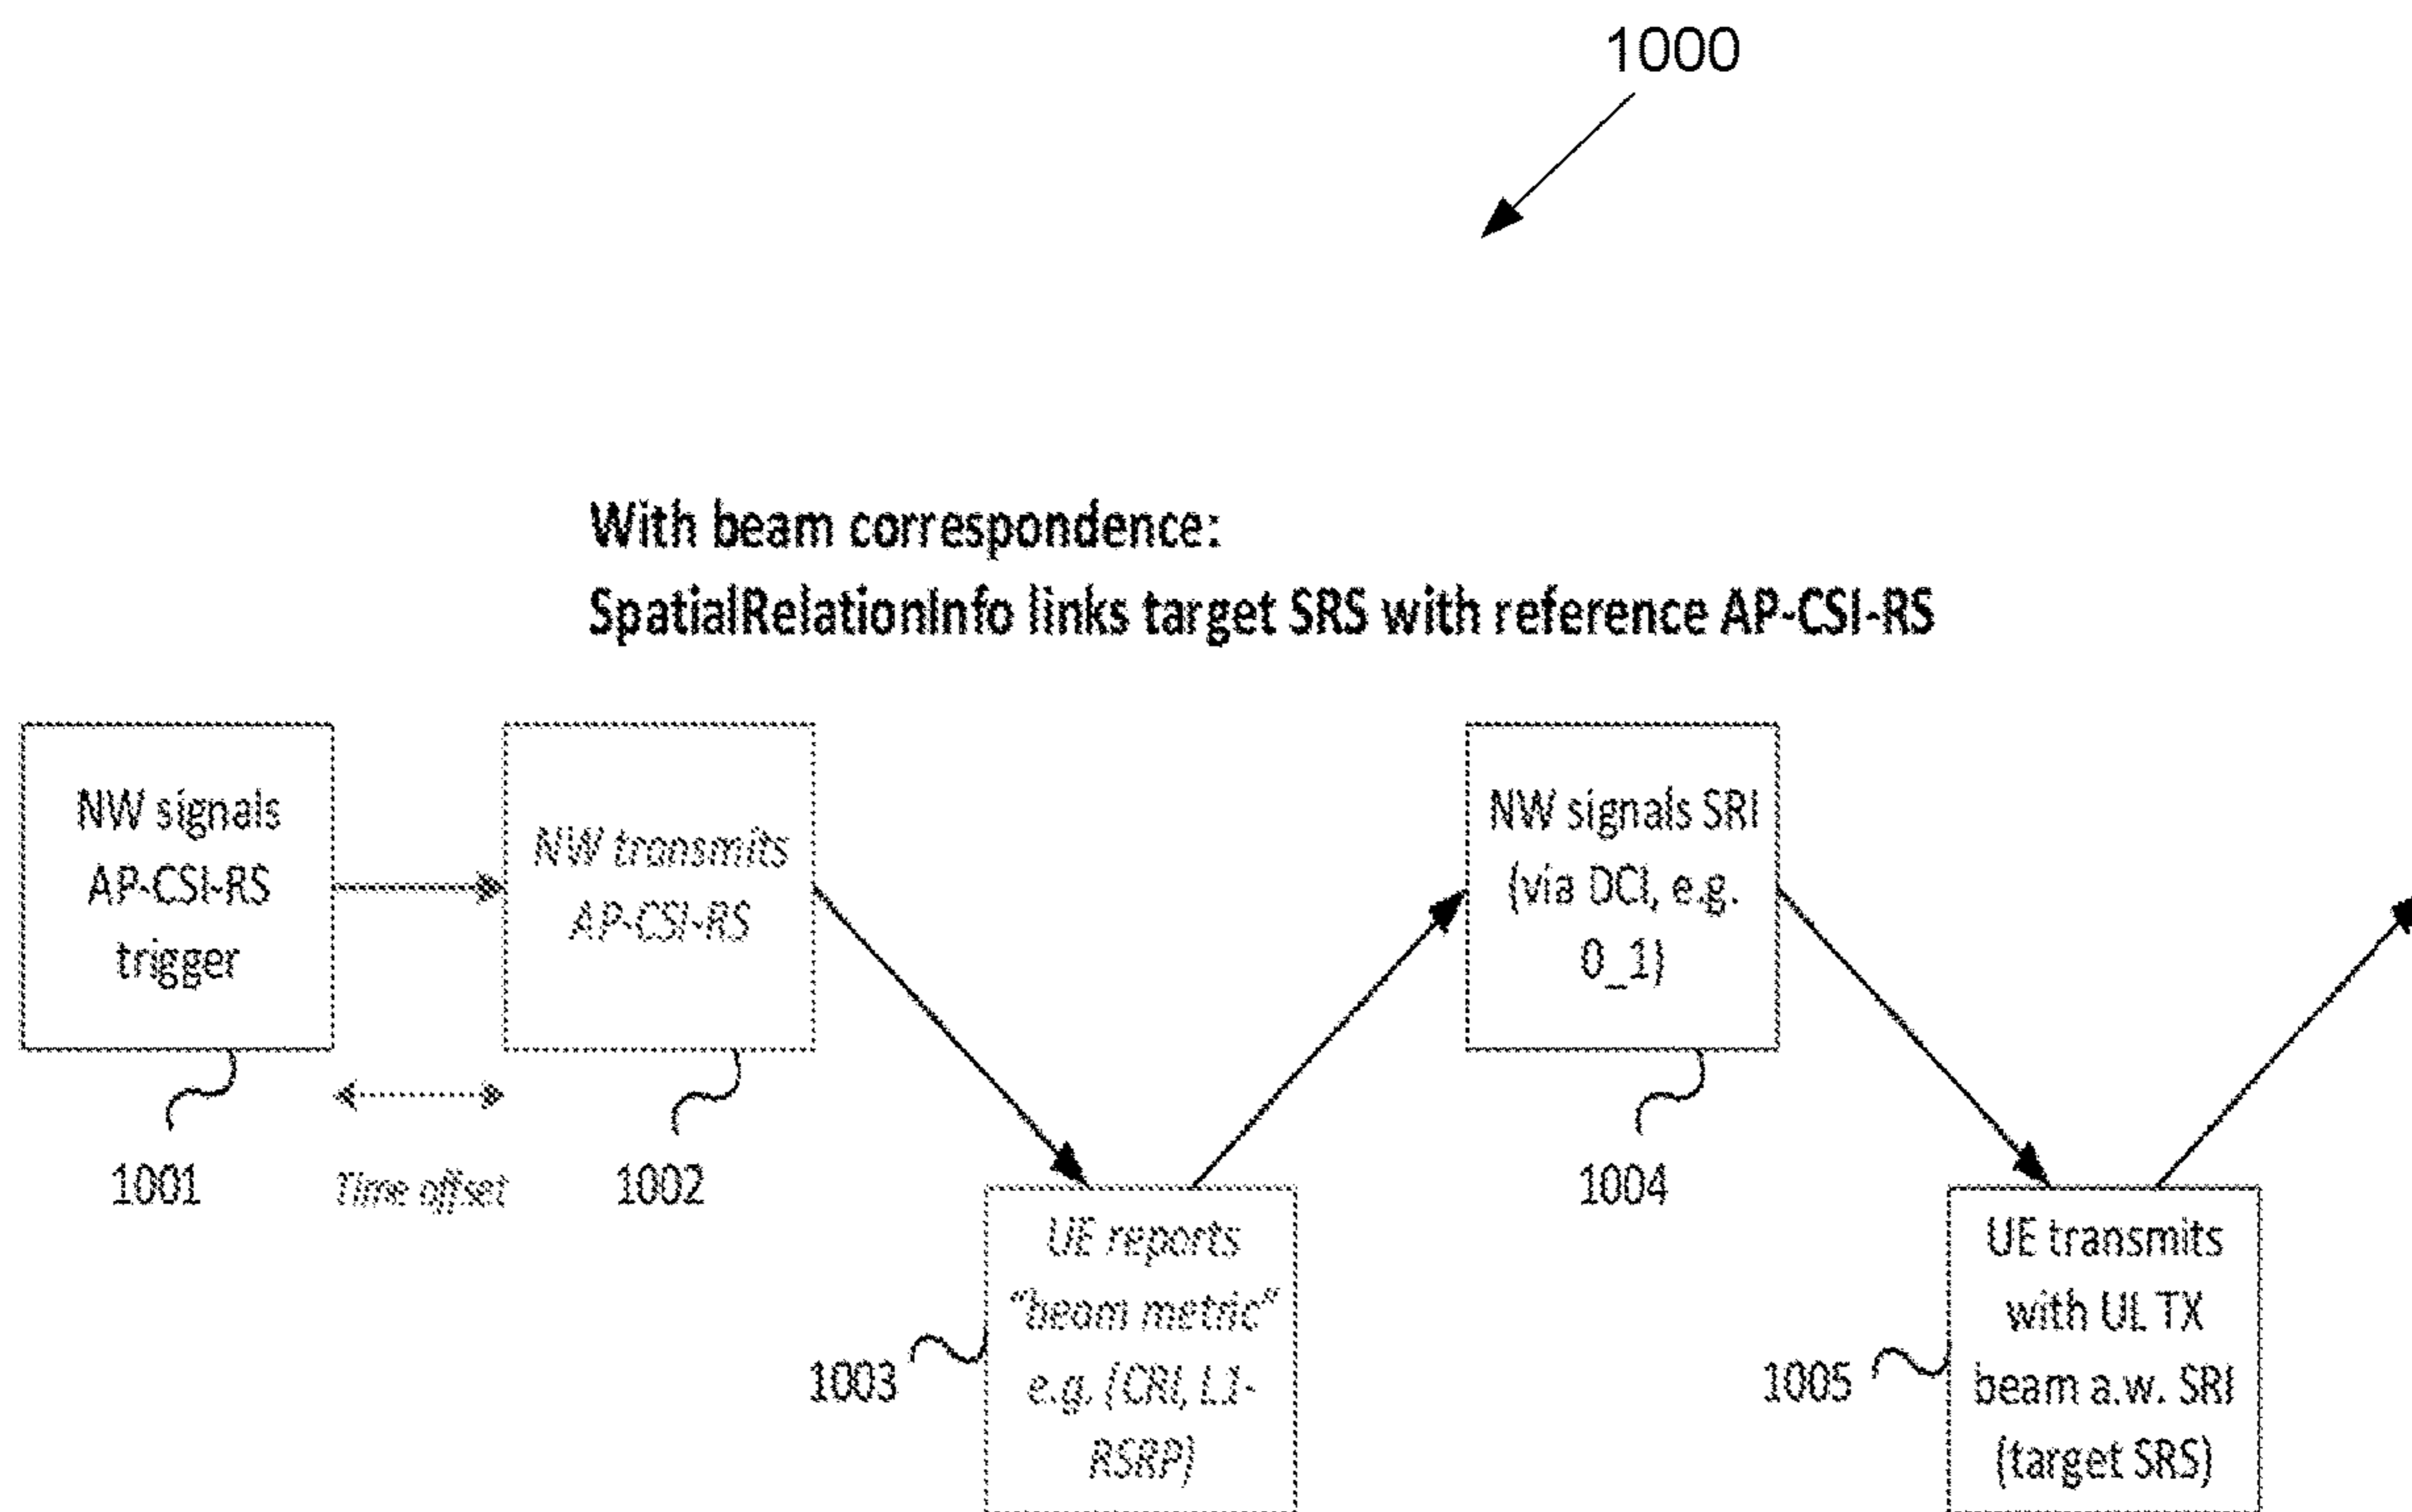 1000
With beam correspondence:
SpatialRelationInfo links target SRS with reference AP-CSI-RS
NW signals
AP-CSI-RS
trigger
1001
Time offset
NW transmits
AP-CSI-RS
1002
UE reports
“beam metric”
e.g. (CRI, L1-
RSRP)
1003
NW signals SRI
(via DCI, e.g.
0_1)
1004
UE transmits
with UL TX
beam a.w. SRI
(target SRS)
1005